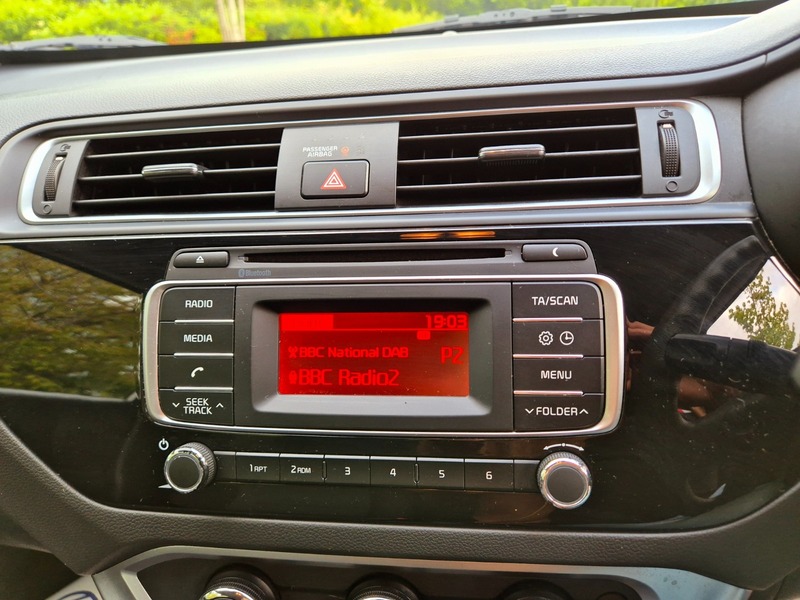 PASSENGER
AIRBAG
Bluetooth
RADIO
MEDIA
SEEK
TRACK
19:03
BBC National DAB
P2
BBC Radio2
TA/SCAN
MENU
FOLDER
1 RPT
2 RDM
3
4
5
6